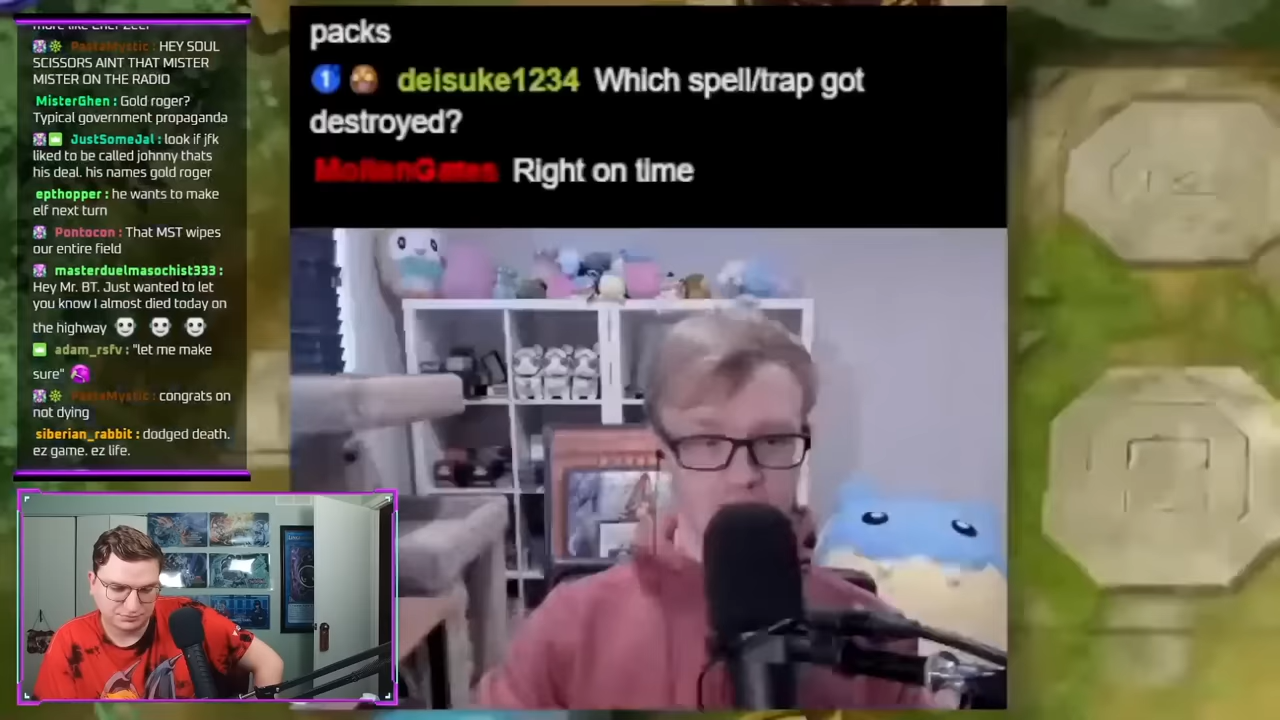 PastaMystic : HEY SOUL
SCISSORS AINT THAT MISTER
MISTER ON THE RADIO
MisterGhen : Gold roger?
Typical government propaganda
JustSomeJal : look if jfk
liked to be called johnny thats
his deal. his names gold roger
epthopper : he wants to make
elf next turn
Pontocon : That MST wipes
our entire field
masterduelmasochist333 :
Hey Mr. BT. Just wanted to let
you know I almost died today on
the highway
adam_rsfv : "let me make
sure"
PastaMystic : congrats on
not dying
siberian_rabbit : dodged death.
ez game. ez life.
packs
1 deisuke1234 Which spell/trap got
destroyed?
MolianGates Right on time